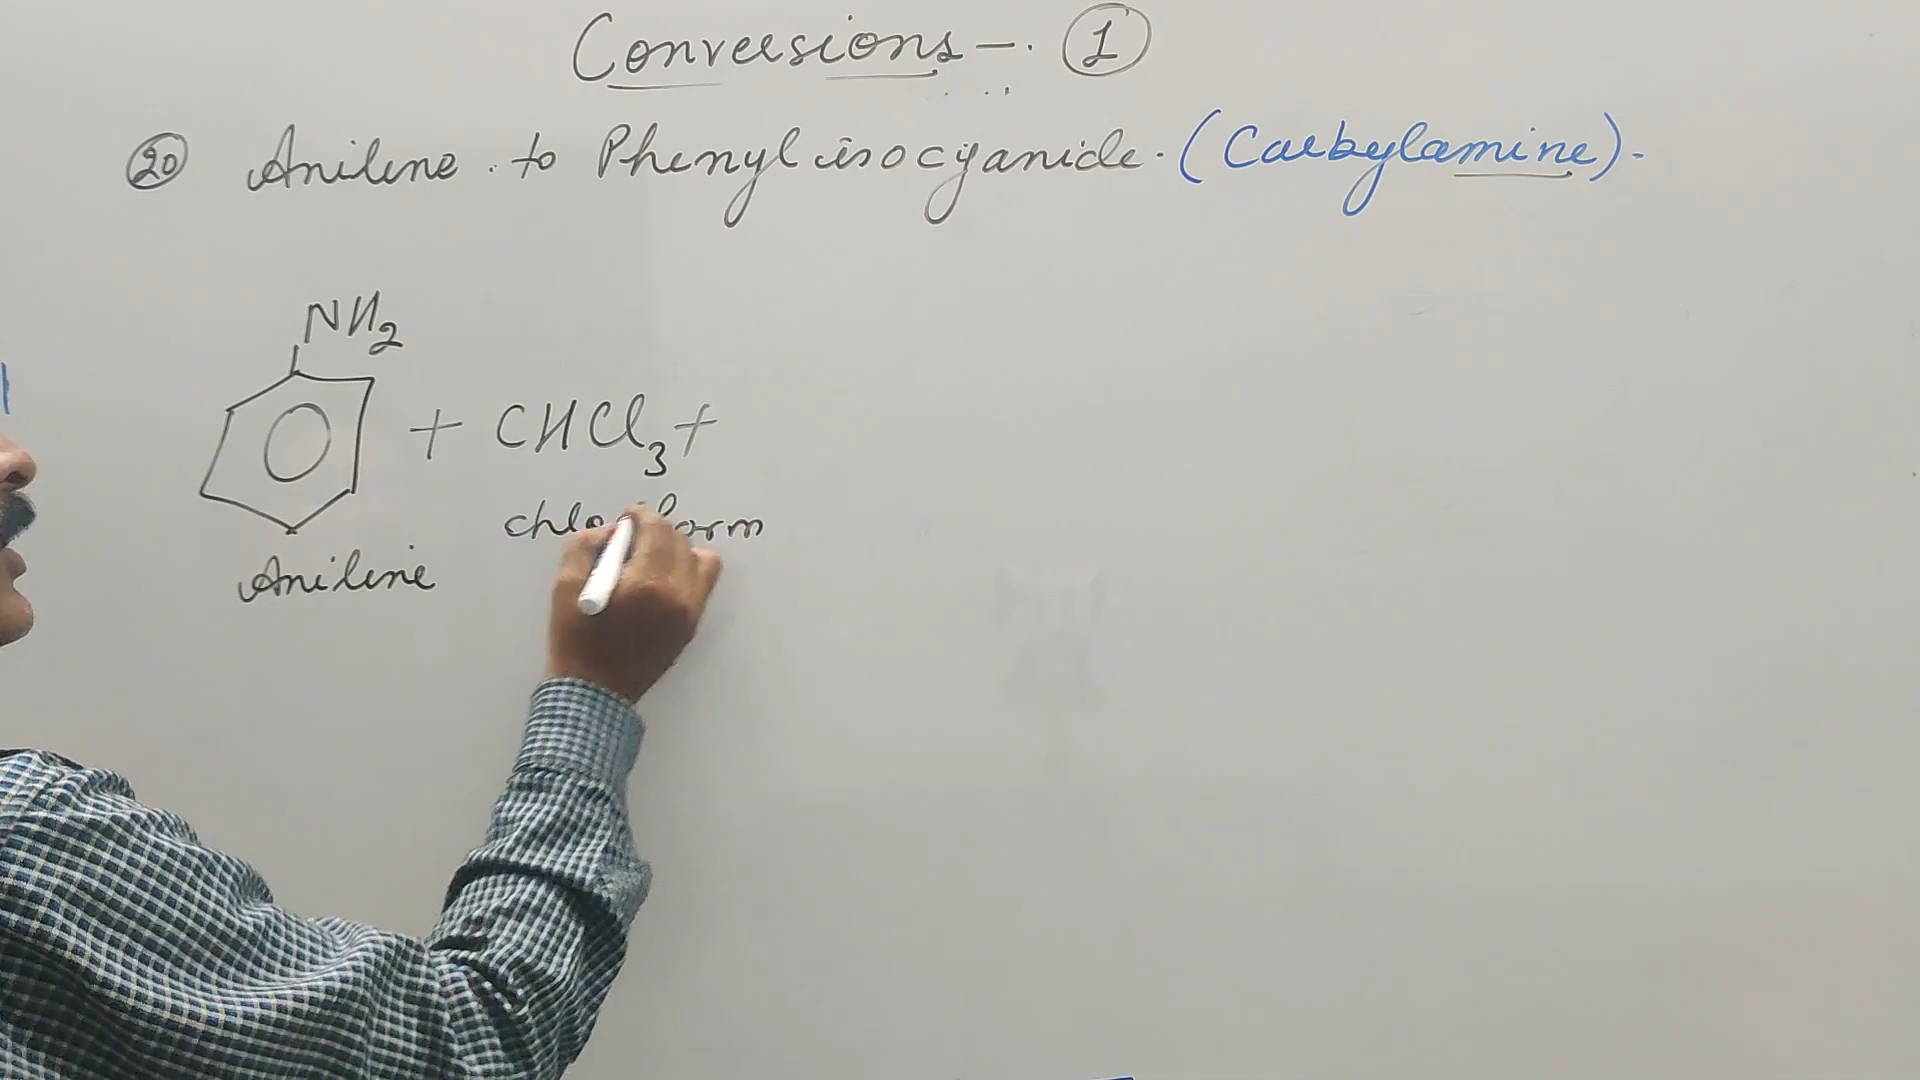 Conversions - ①
⑳ Aniline to Phenyl isocyanide. (Carbylamine).
NH₂
+ CHCl₃ +
Aniline